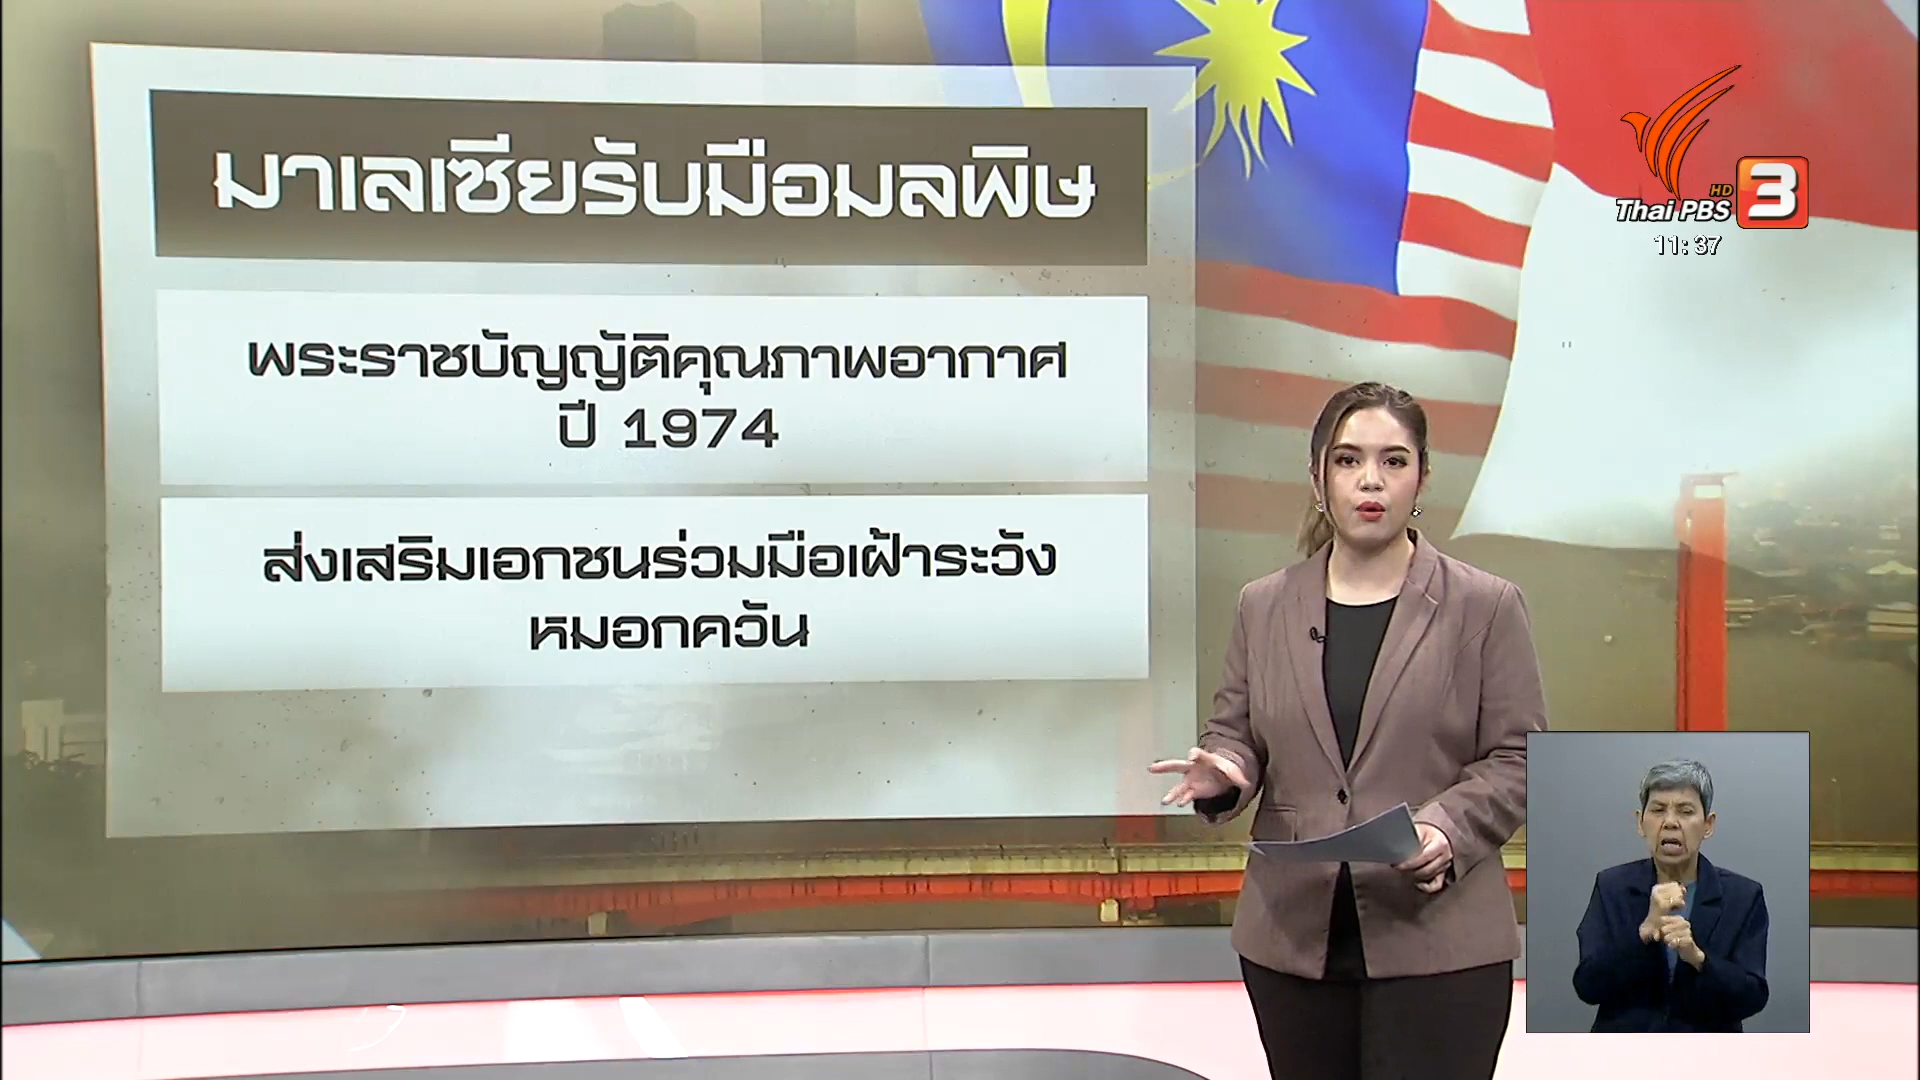 มาเลเซียรับมือมลพิษ
พระราชบัญญัติคุณภาพอากาศ
ปี 1974
ส่งเสริมเอกชนร่วมมือเฝ้าระวัง
หมอกควัน
HD
Thai PBS 3
11:37